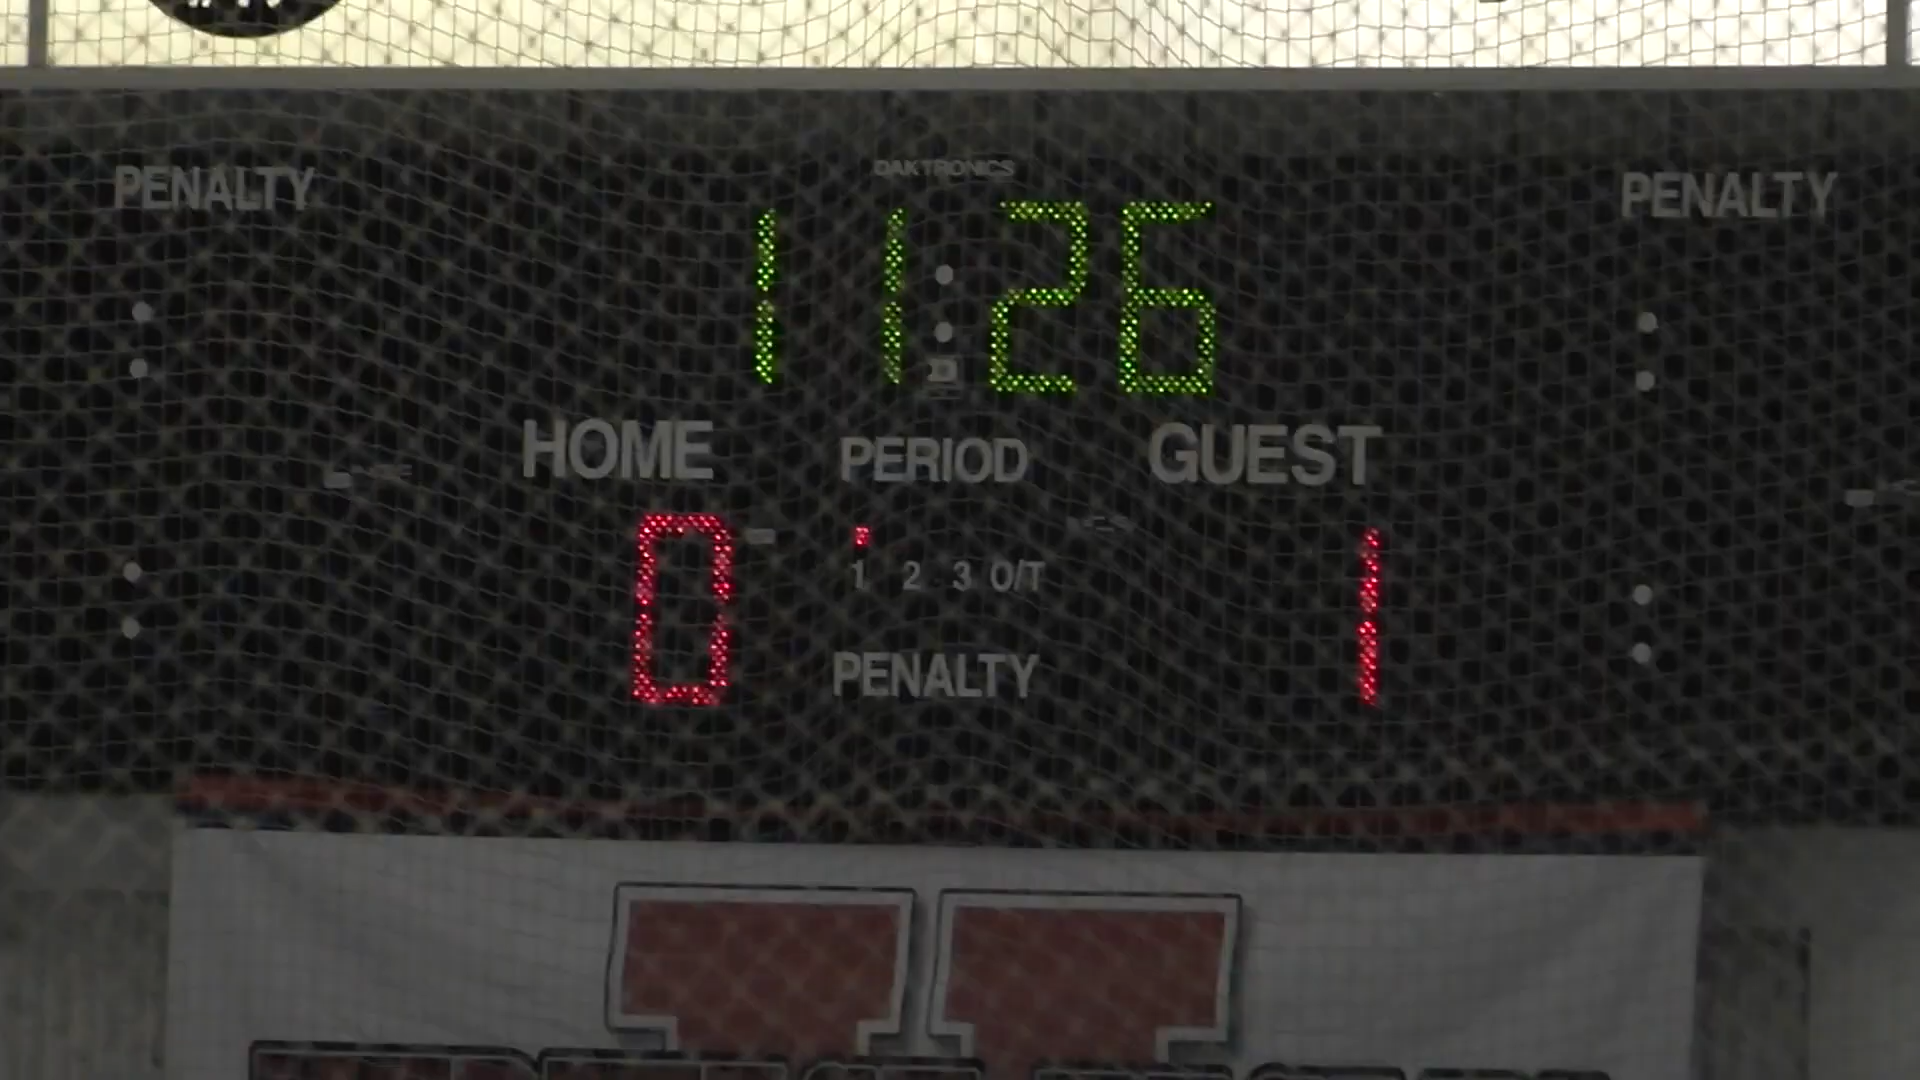 DAKTRONICS
PENALTY
PENALTY
11:26
HOME PERIOD GUEST
0 1
1 2 3 O/T
PENALTY